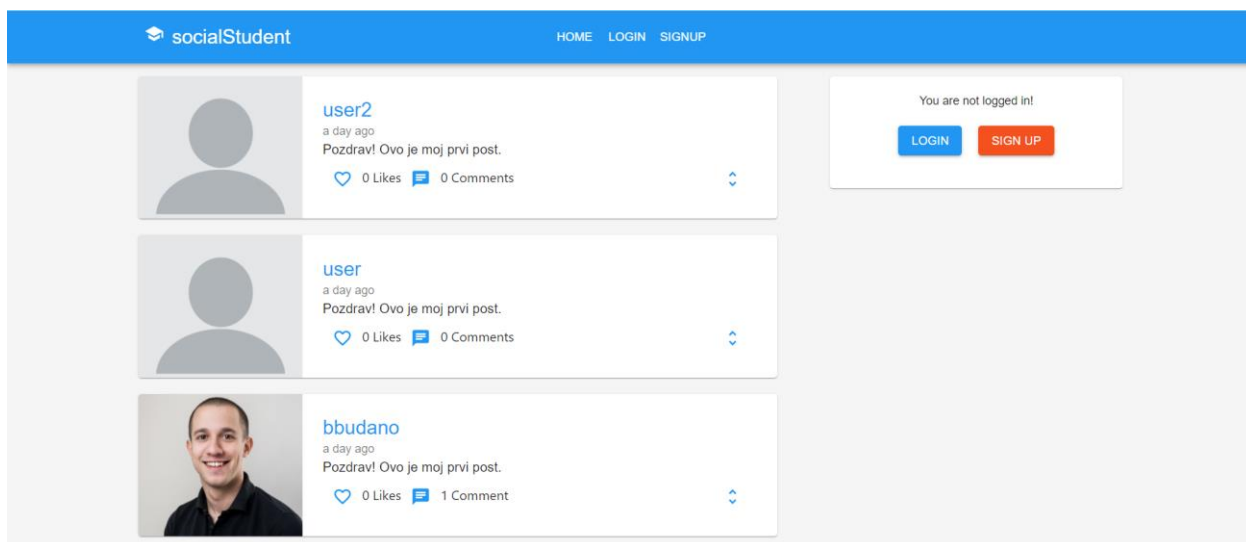 socialStudent
HOME LOGIN SIGNUP
user2
a day ago
Pozdrav! Ovo je moj prvi post.
0 Likes 0 Comments
user
a day ago
Pozdrav! Ovo je moj prvi post.
0 Likes 0 Comments
bbudano
a day ago
Pozdrav! Ovo je moj prvi post.
0 Likes 1 Comment
You are not logged in!
LOGIN SIGN UP